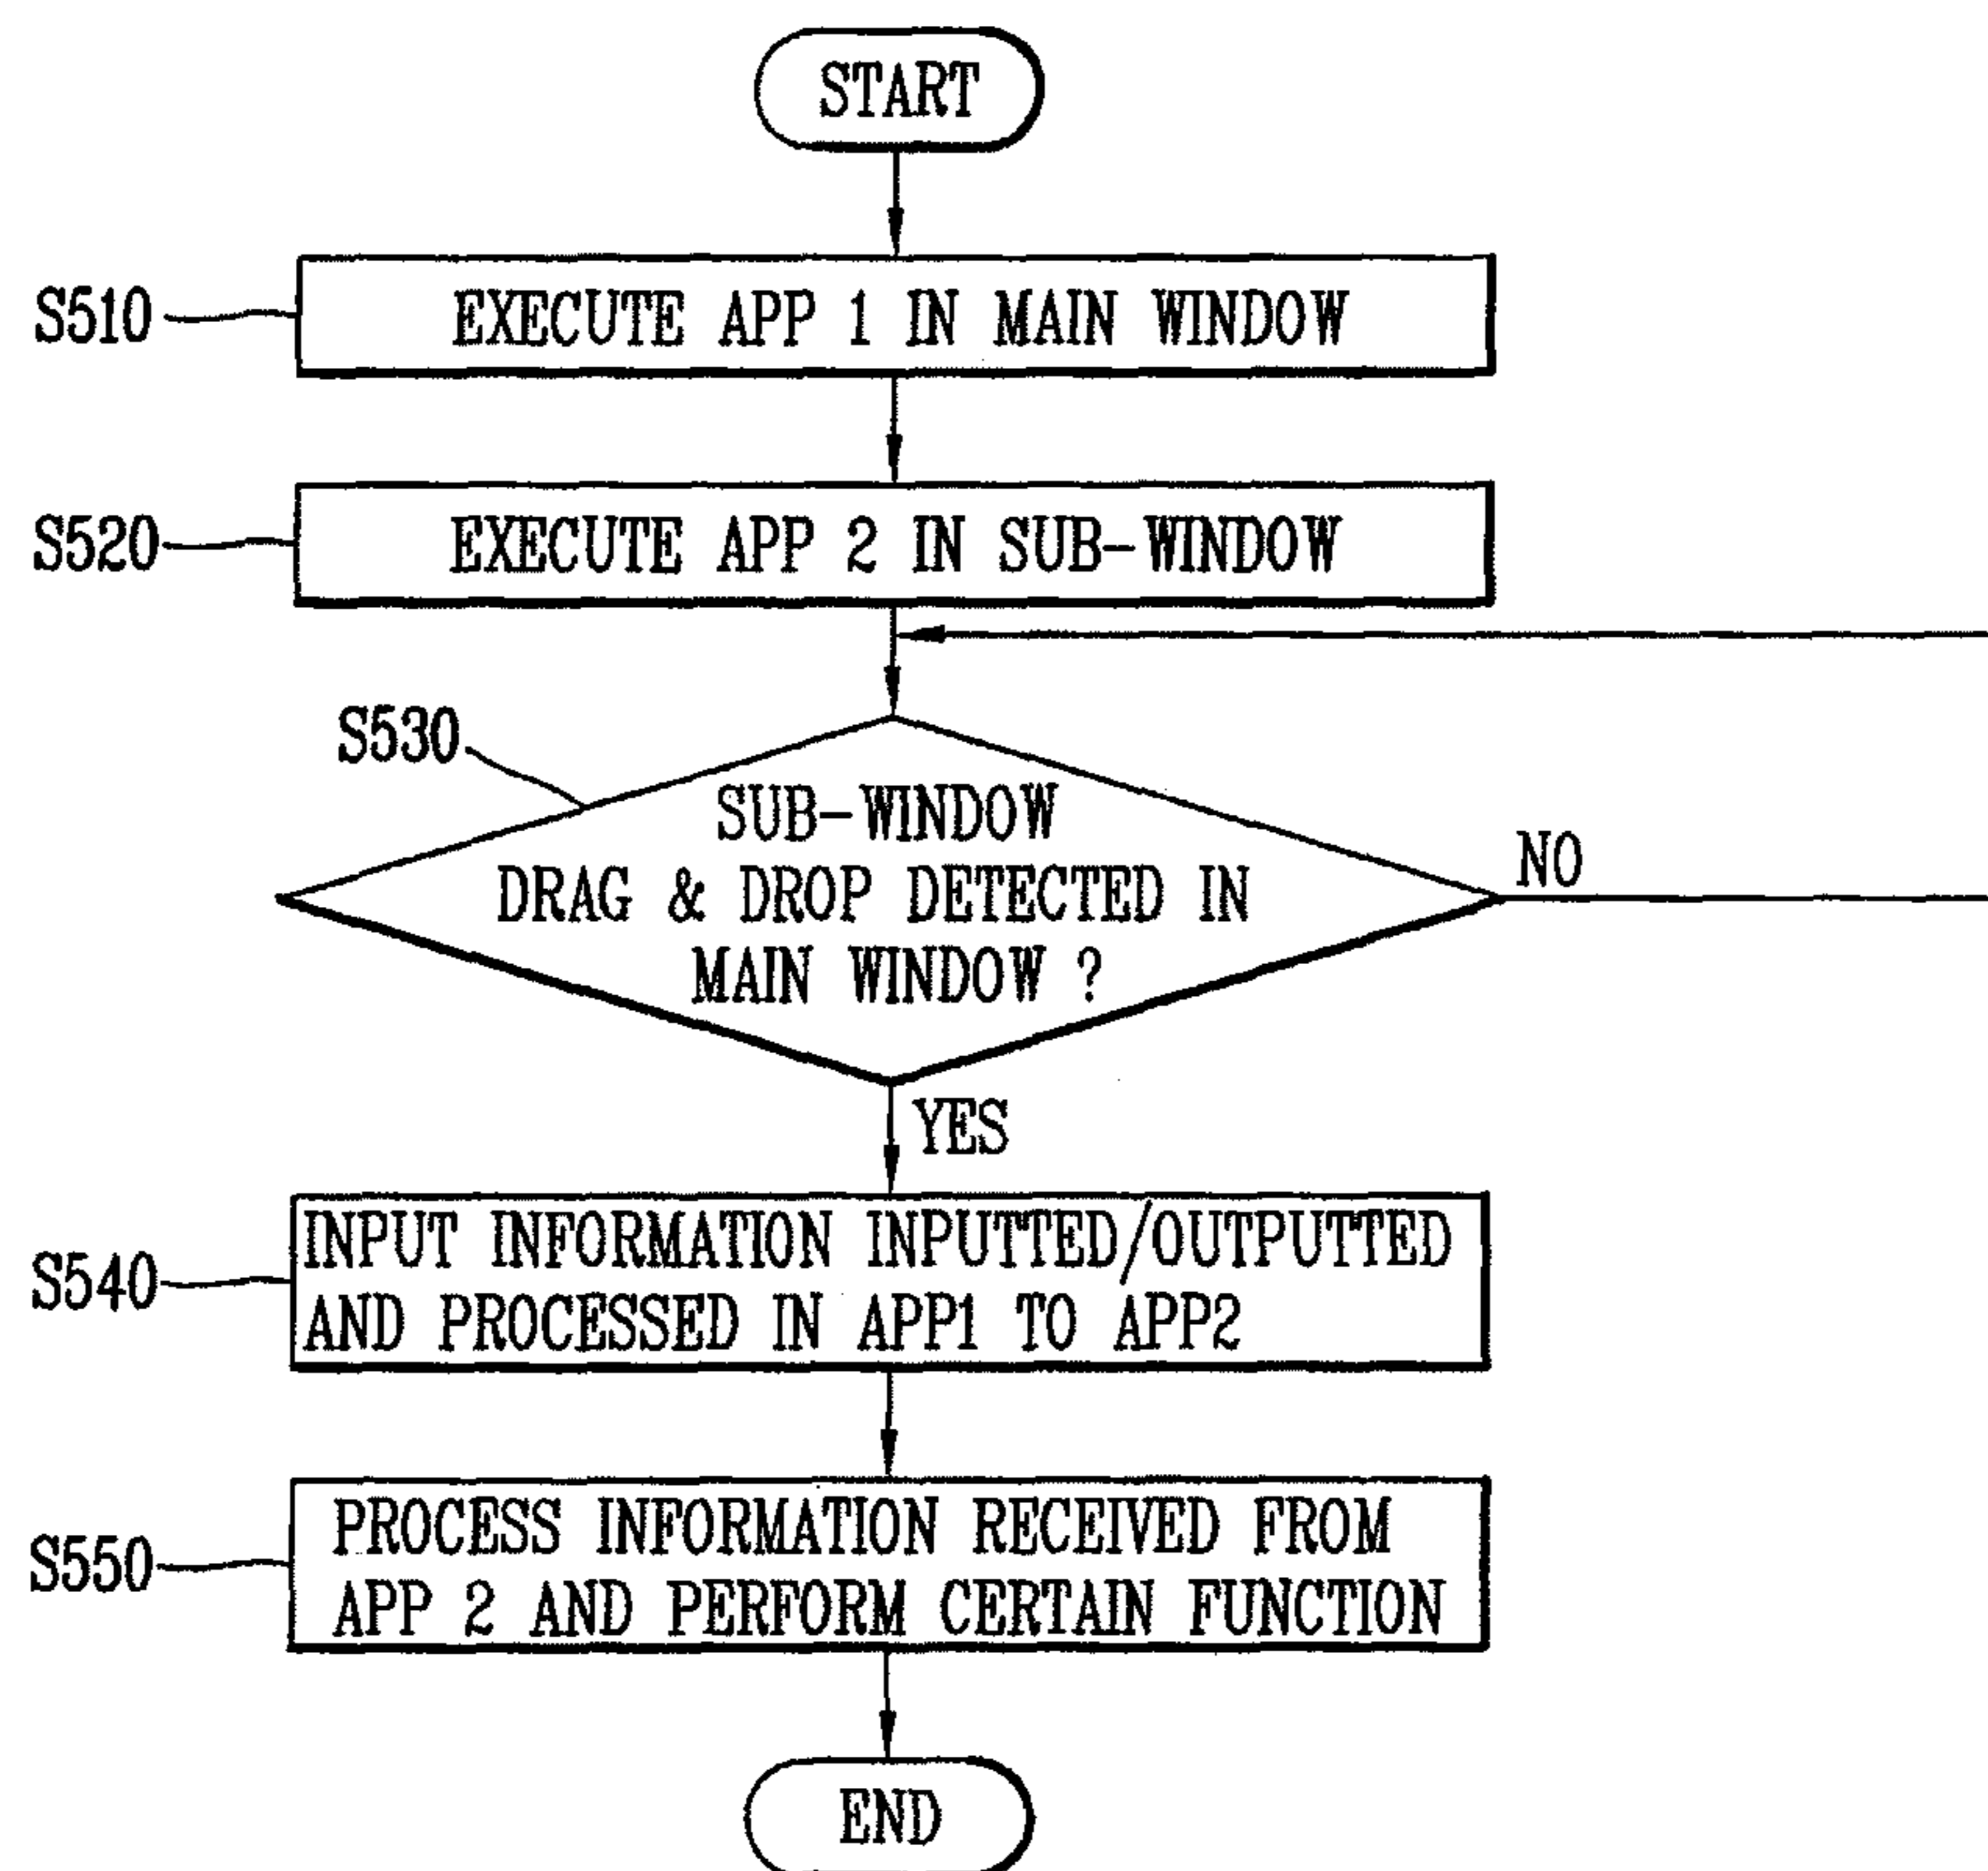 START
S510
EXECUTE APP 1 IN MAIN WINDOW
S520
EXECUTE APP 2 IN SUB-WINDOW
S530
SUB-WINDOW
DRAG & DROP DETECTED IN
MAIN WINDOW ?
NO
YES
S540
INPUT INFORMATION INPUTTED/OUTPUTTED
AND PROCESSED IN APP1 TO APP2
S550
PROCESS INFORMATION RECEIVED FROM
APP 2 AND PERFORM CERTAIN FUNCTION
END